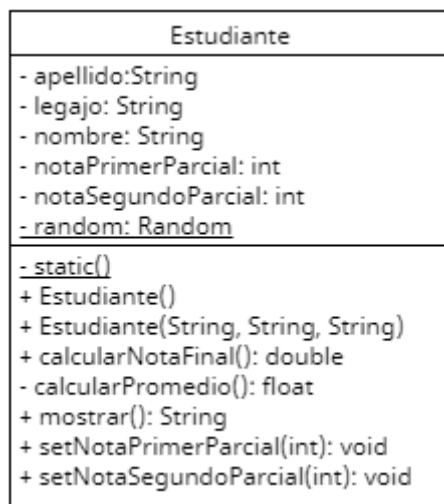 Estudiante
- apellido:String
- legajo: String
- nombre: String
- notaPrimerParcial: int
- notaSegundoParcial: int
- random: Random
- static()
+ Estudiante()
+ Estudiante(String, String, String)
+ calcularNotaFinal(): double
- calcularPromedio(): float
+ mostrar(): String
+ setNotaPrimerParcial(int): void
+ setNotaSegundoParcial(int): void